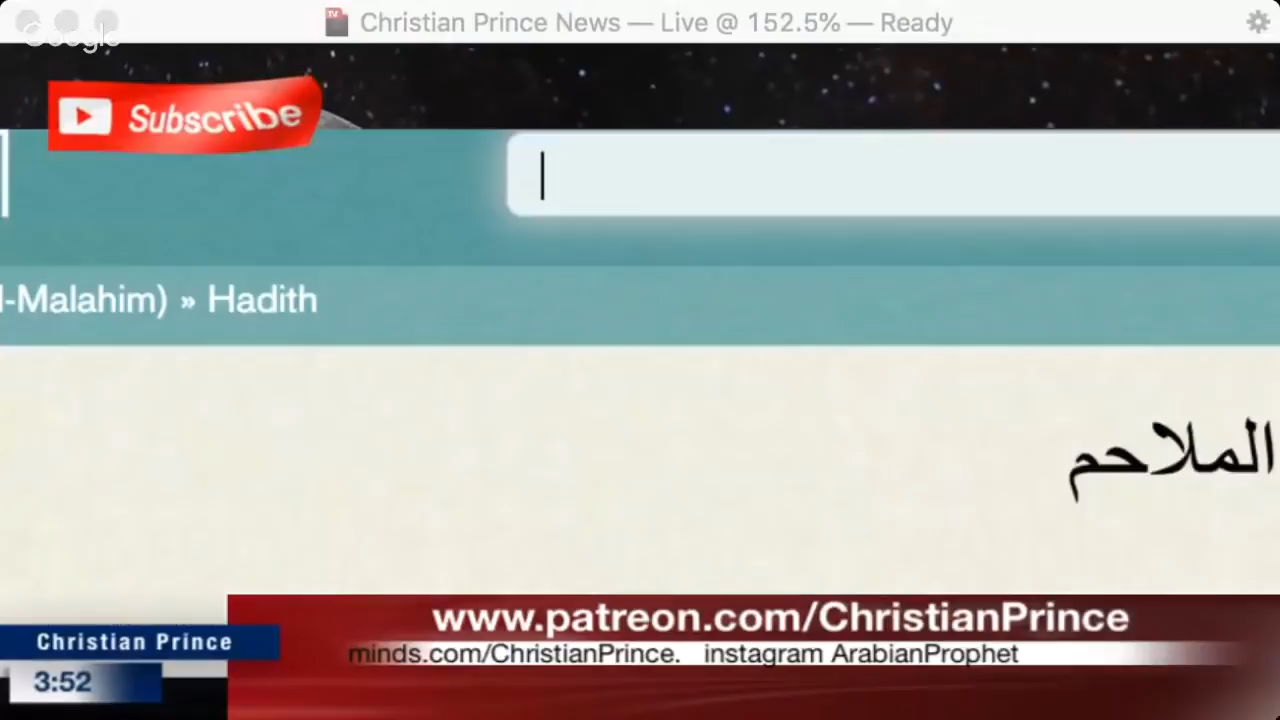 Christian Prince News — Live @ 152.5% — Ready
Google
Subscribe
l-Malahim) » Hadith
الملاحم
www.patreon.com/ChristianPrince
Christian Prince
minds.com/ChristianPrince. instagram ArabianProphet
3:52